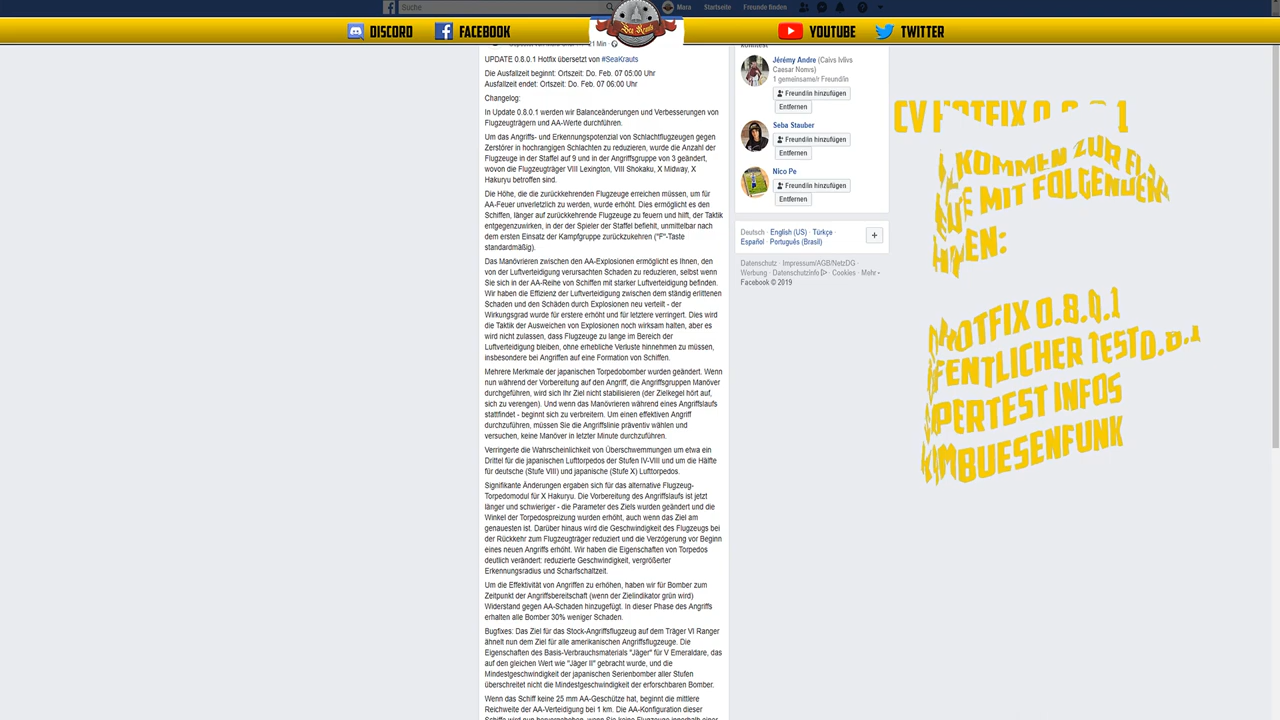 Suche
Mara
Startseite
Freunde finden
DISCORD
FACEBOOK
Sea Krauts
YOUTUBE
TWITTER
UPDATE 0.8.0.1 Hotfix übersetzt von #SeaKrauts
Die Ausfallzeit beginnt: Ortszeit: Do. Feb. 07 05:00 Uhr
Ausfallzeit endet: Ortszeit: Do. Feb. 07 06:00 Uhr
Changelog:
In Update 0.8.0.1 werden wir Balanceänderungen und Verbesserungen von
Flugzeugträgern und AA-Werte durchführen.
Um das Angriffs- und Erkennungspotenzial von Schlachtflugzeugen gegen
Zerstörer in hochrangigen Schlachten zu reduzieren, wurde die Anzahl der
Flugzeuge in der Staffel auf 9 und in der Angriffsgruppe von 3 geändert,
wovon die Flugzeugträger VIII Lexington, VIII Shokaku, X Midway, X
Hakuryu betroffen sind.
Die Höhe, die die zurückkehrenden Flugzeuge erreichen müssen, um für
AA-Feuer unverletzlich zu werden, wurde erhöht. Dies ermöglicht es den
Schiffen, länger auf zurückkehrende Flugzeuge zu feuern und hilft, der Taktik
entgegenzuwirken, in der der Spieler der Staffel befiehlt, unmittelbar nach
dem ersten Einsatz der Kampfgruppe zurückzukehren ("F"-Taste
standardmäßig).
Das Manövrieren zwischen den AA-Explosionen ermöglicht es Ihnen, den
von der Luftverteidigung verursachten Schaden zu reduzieren, selbst wenn
Sie sich in der AA-Reihe von Schiffen mit starker Luftverteidigung befinden.
Wir haben die Effizienz der Luftverteidigung zwischen dem ständig erlittenen
Schaden und den Schäden durch Explosionen neu verteilt - der
Wirkungsgrad wurde für erstere erhöht und für letztere verringert. Dies wird
die Taktik der Ausweichen von Explosionen noch wirksam halten, aber es
wird nicht zulassen, dass Flugzeuge zu lange im Bereich der
Luftverteidigung bleiben, ohne erhebliche Verluste hinnehmen zu müssen,
insbesondere bei Angriffen auf eine Formation von Schiffen.
Mehrere Merkmale der japanischen Torpedobomber wurden geändert. Wenn
nun während der Vorbereitung auf den Angriff, die Angriffsgruppen Manöver
durchgeführen, wird sich Ihr Ziel nicht stabilisieren (der Zielkegel hört auf,
sich zu verengen). Und wenn das Manövrieren während eines Angriffslaufs
stattfindet - beginnt sich zu verbreitern. Um einen effektiven Angriff
durchzuführen, müssen Sie die Angriffslinie präventiv wählen und
versuchen, keine Manöver in letzter Minute durchzuführen.
Verringerte die Wahrscheinlichkeit von Überschwemmungen um etwa ein
Drittel für die japanischen Lufttorpedos der Stufen IV-VIII und um die Hälfte
für deutsche (Stufe VIII) und japanische (Stufe X) Lufttorpedos.
Signifikante Änderungen ergaben sich für das alternative Flugzeug-
Torpedomodul für X Hakuryu. Die Vorbereitung des Angriffslaufs ist jetzt
länger und schwieriger - die Parameter des Ziels wurden geändert und die
Winkel der Torpedospreizung wurden erhöht, auch wenn das Ziel am
genauesten ist. Darüber hinaus wird die Geschwindigkeit des Flugzeugs bei
der Rückkehr zum Flugzeugträger reduziert und die Verzögerung vor Beginn
eines neuen Angriffs erhöht. Wir haben die Eigenschaften von Torpedos
deutlich verändert: reduzierte Geschwindigkeit, vergrößerter
Erkennungsradius und Scharfschaltzeit.
Um die Effektivität von Angriffen zu erhöhen, haben wir für Bomber zum
Zeitpunkt der Angriffsbereitschaft (wenn der Zielindikator grün wird)
Widerstand gegen AA-Schaden hinzugefügt. In dieser Phase des Angriffs
erhalten alle Bomber 30% weniger Schaden.
Bugfixes: Das Ziel für das Stock-Angriffsflugzeug auf dem Träger VI Ranger
ähnelt nun dem Ziel für alle amerikanischen Angriffsflugzeuge. Die
Eigenschaften des Basis-Verbrauchsmaterials "Jäger" für V Emeraldare, das
auf den gleichen Wert wie "Jäger II" gebracht wurde, und die
Mindestgeschwindigkeit der japanischen Serienbomber aller Stufen
überschreitet nicht die Mindestgeschwindigkeit der erforschbaren Bomber.
Wenn das Schiff keine 25 mm AA-Geschütze hat, beginnt die mittlere
Reichweite der AA-Verteidigung bei 1 km. Die AA-Konfiguration dieser
Jérémy Andre (Caivs Ivlivs
Caesar Nonvs)
1 gemeinsame/r Freund/in
Freund/in hinzufügen
Entfernen
Seba Stauber
Freund/in hinzufügen
Entfernen
Nico Pe
Freund/in hinzufügen
Entfernen
Deutsch · English (US) · Türkçe ·
Español · Português (Brasil)
Datenschutz · Impressum/AGB/NetzDG ·
Werbung · Datenschutzinfo · Cookies · Mehr
Facebook © 2019
CV HOTFIX 0.8.0.1
KOMMEN ZUR
MIT FOLGENDEN
HOTFIX 0.8.0.1
TEST 0.8.1
INFOS